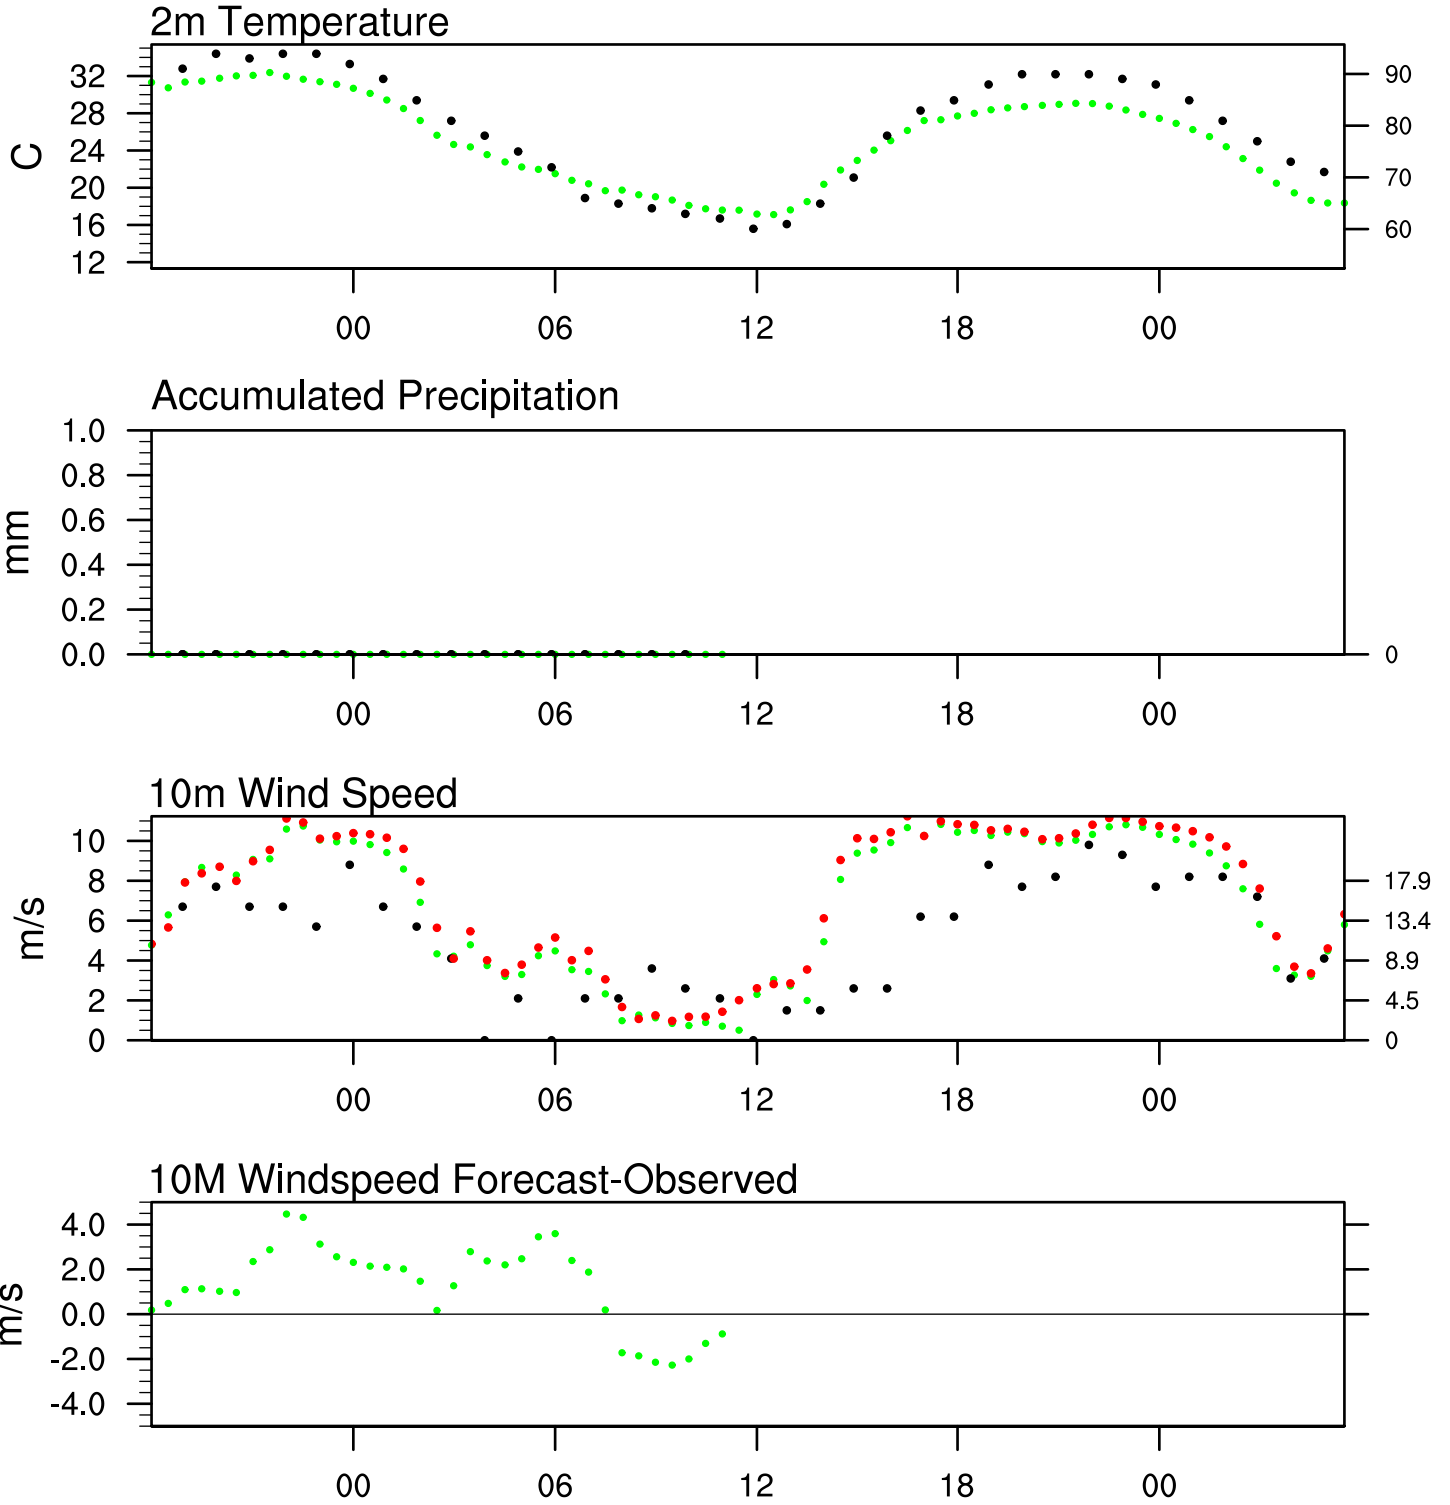 2m Temperature
C
32
28
24
20
16
12
90
80
70
60
00 06 12 18 00
Accumulated Precipitation
mm
1.0
0.8
0.6
0.4
0.2
0.0
0
00 06 12 18 00
10m Wind Speed
m/s
10
8
6
4
2
0
17.9
13.4
8.9
4.5
0
00 06 12 18 00
10M Windspeed Forecast-Observed
m/s
4.0
2.0
0.0
-2.0
-4.0
00 06 12 18 00